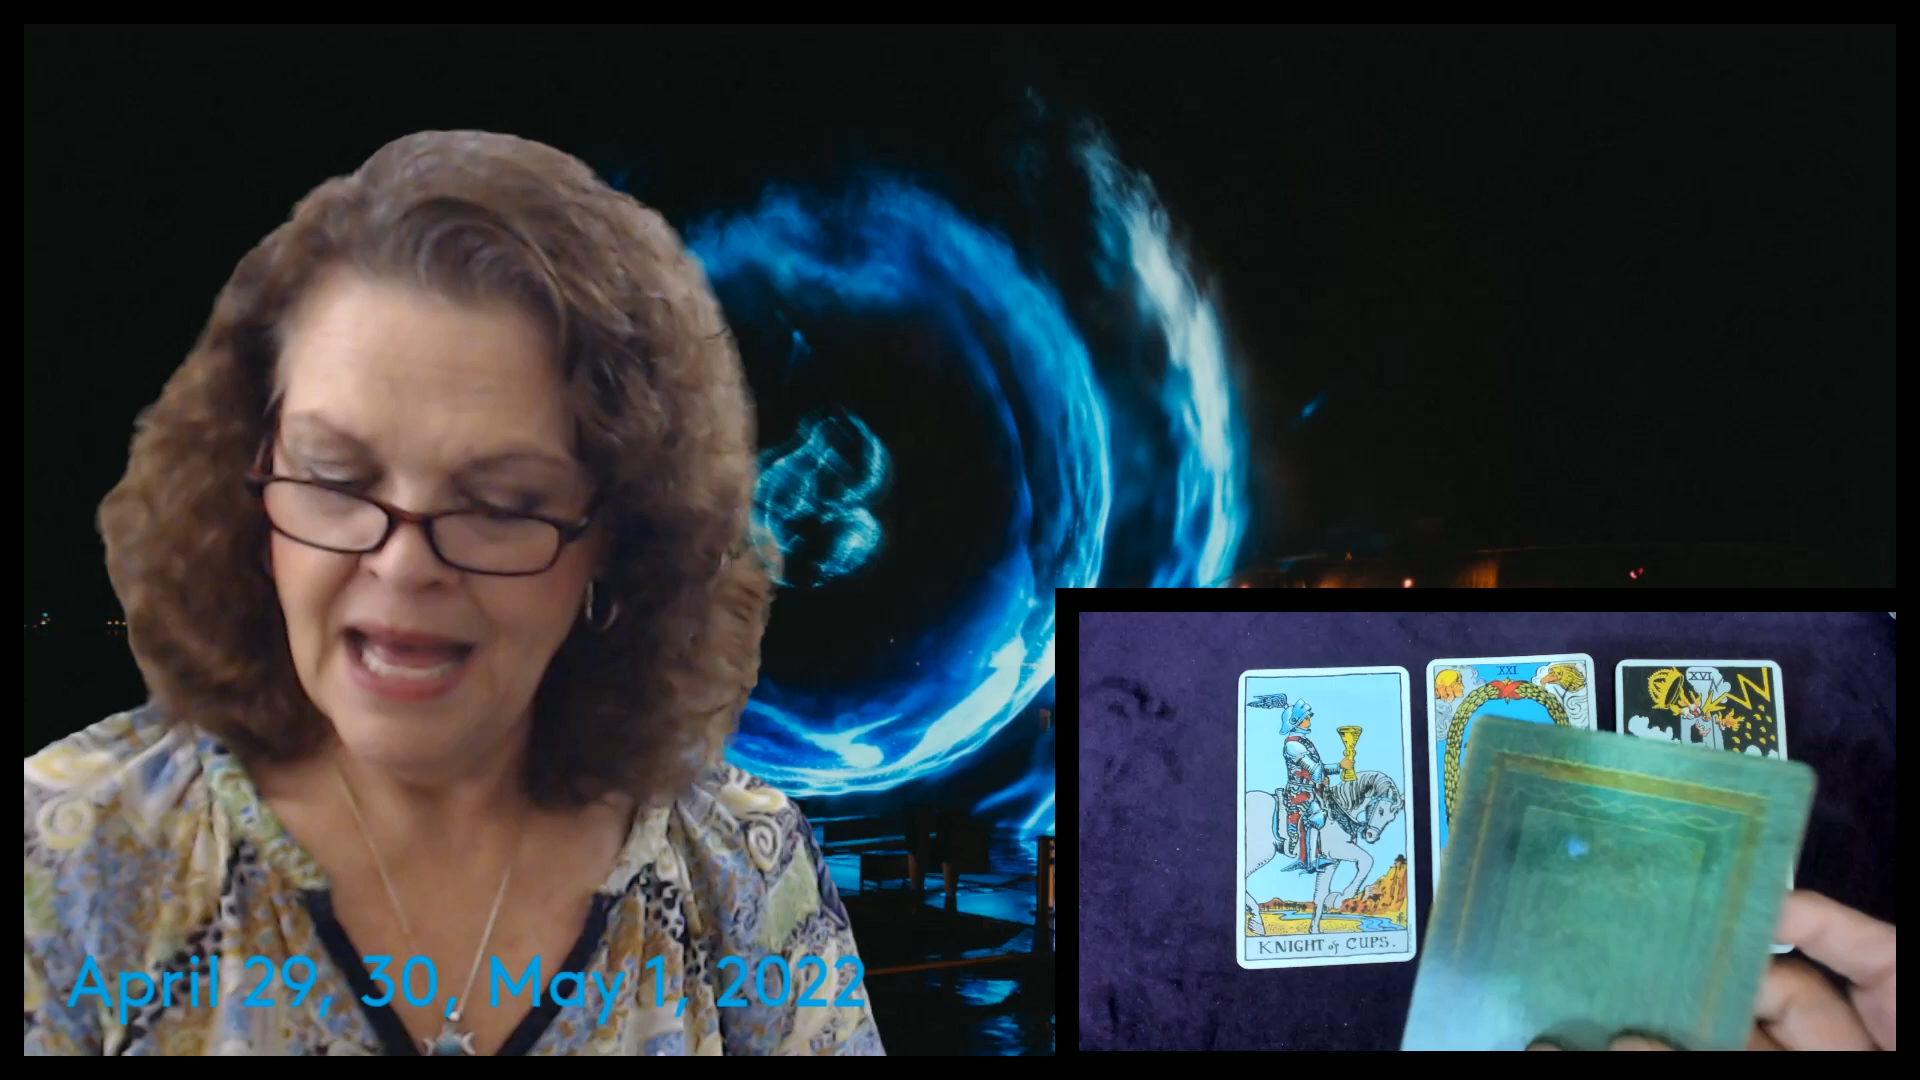 April 29, 30, May 1, 2022
XXI
XVI
KNIGHT of CUPS.